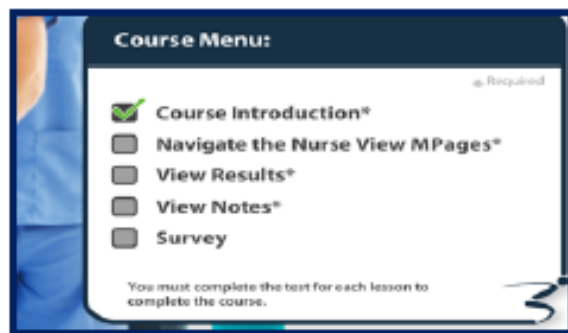 Course Menu:
* Required
Course Introduction*
Navigate the Nurse View MPages*
View Results*
View Notes*
Survey
You must complete the test for each lesson to
complete the course.